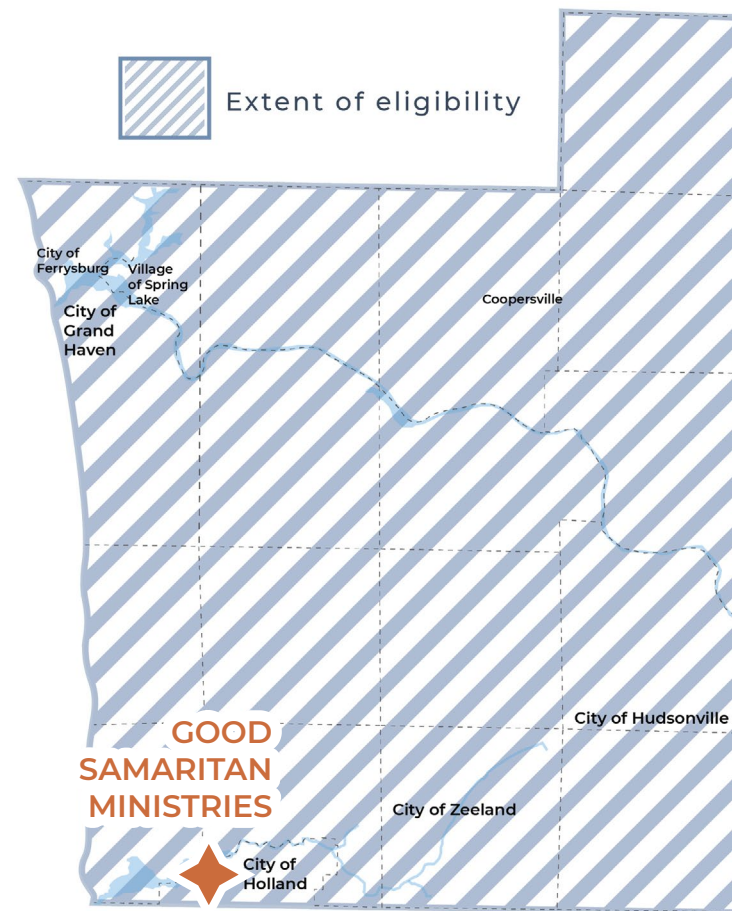 Extent of eligibility
City of
Ferrysburg
Village
of Spring
Lake
City of
Grand
Haven
Coopersville
City of Hudsonville
GOOD
SAMARITAN
MINISTRIES
City of Zeeland
City of
Holland